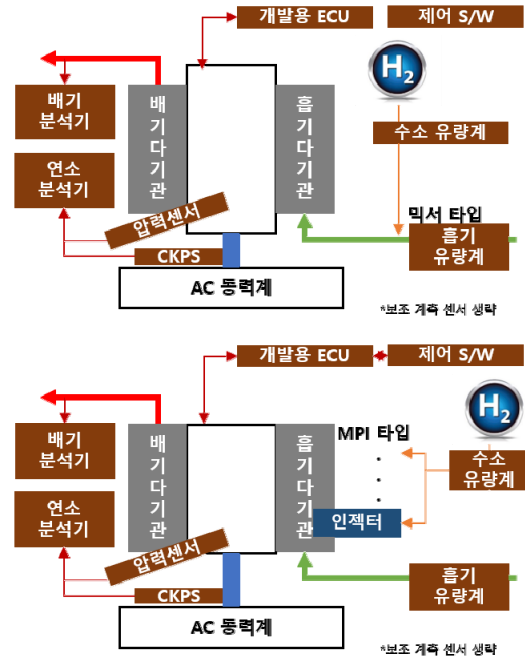 개발용 ECU
제어 S/W
H2
배기
분석기
배기다기관
흡기다기관
수소 유량계
연소
분석기
압력센서
믹서 타입
흡기
유량계
CKPS
AC 동력계
*보조 계측 센서 생략
개발용 ECU
제어 S/W
H2
배기
분석기
배기다기관
흡기다기관
MPI 타입
수소
유량계
연소
분석기
인젝터
압력센서
흡기
유량계
CKPS
AC 동력계
*보조 계측 센서 생략